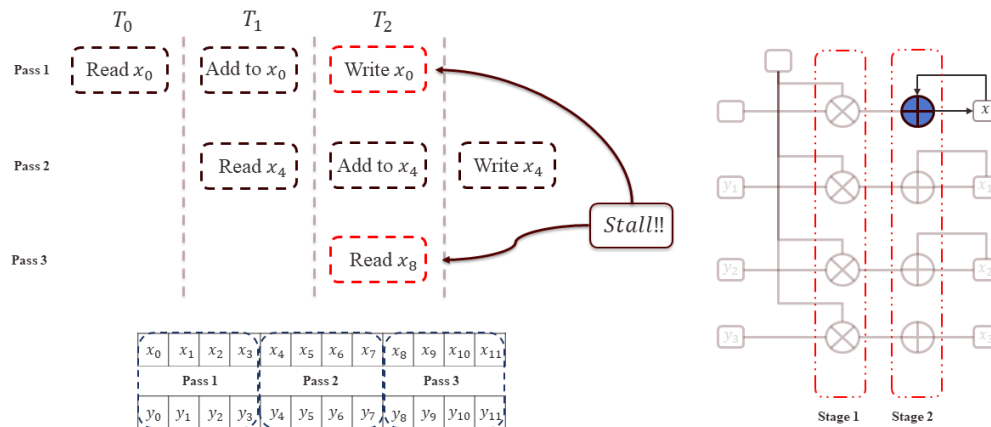 T₀ T₁ T₂
Pass 1 Read x₀ Add to x₀ Write x₀
Pass 2 Read x₄ Add to x₄ Write x₄
Stall!!
Pass 3 Read x₈
x₀ x₁ x₂ x₃ x₄ x₅ x₆ x₇ x₈ x₉ x₁₀ x₁₁
Pass 1 Pass 2 Pass 3
y₀ y₁ y₂ y₃ y₄ y₅ y₆ y₇ y₈ y₉ y₁₀ y₁₁
x
y₁ x₁
y₂ x₂
y₃ x₃
Stage 1 Stage 2